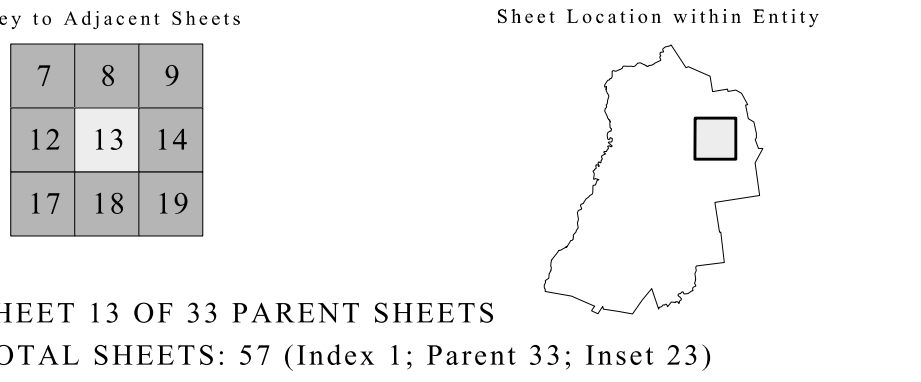 ey to Adjacent Sheets
Sheet Location within Entity
7 8 9
12 13 14
17 18 19
HEET 13 OF 33 PARENT SHEETS
OTAL SHEETS: 57 (Index 1; Parent 33; Inset 23)